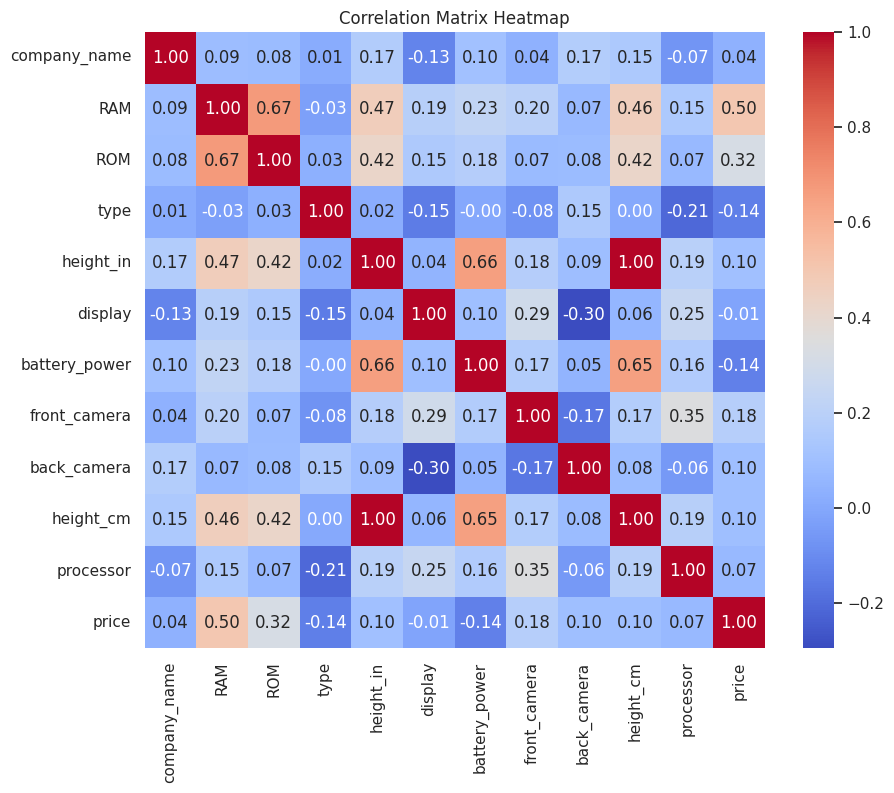 Correlation Matrix Heatmap
company_name 1.00 0.09 0.08 0.01 0.17 -0.13 0.10 0.04 0.17 0.15 -0.07 0.04
RAM 0.09 1.00 0.67 -0.03 0.47 0.19 0.23 0.20 0.07 0.46 0.15 0.50
ROM 0.08 0.67 1.00 0.03 0.42 0.15 0.18 0.07 0.08 0.42 0.07 0.32
type 0.01 -0.03 0.03 1.00 0.02 -0.15 -0.00 -0.08 0.15 0.00 -0.21 -0.14
height_in 0.17 0.47 0.42 0.02 1.00 0.04 0.66 0.18 0.09 1.00 0.19 0.10
display -0.13 0.19 0.15 -0.15 0.04 1.00 0.10 0.29 -0.30 0.06 0.25 -0.01
battery_power 0.10 0.23 0.18 -0.00 0.66 0.10 1.00 0.17 0.05 0.65 0.16 -0.14
front_camera 0.04 0.20 0.07 -0.08 0.18 0.29 0.17 1.00 -0.17 0.17 0.35 0.18
back_camera 0.17 0.07 0.08 0.15 0.09 -0.30 0.05 -0.17 1.00 0.08 -0.06 0.10
height_cm 0.15 0.46 0.42 0.00 1.00 0.06 0.65 0.17 0.08 1.00 0.19 0.10
processor -0.07 0.15 0.07 -0.21 0.19 0.25 0.16 0.35 -0.06 0.19 1.00 0.07
price 0.04 0.50 0.32 -0.14 0.10 -0.01 -0.14 0.18 0.10 0.10 0.07 1.00
company_name
RAM
ROM
type
height_in
display
battery_power
front_camera
back_camera
height_cm
processor
price
1.0
0.8
0.6
0.4
0.2
0.0
−0.2